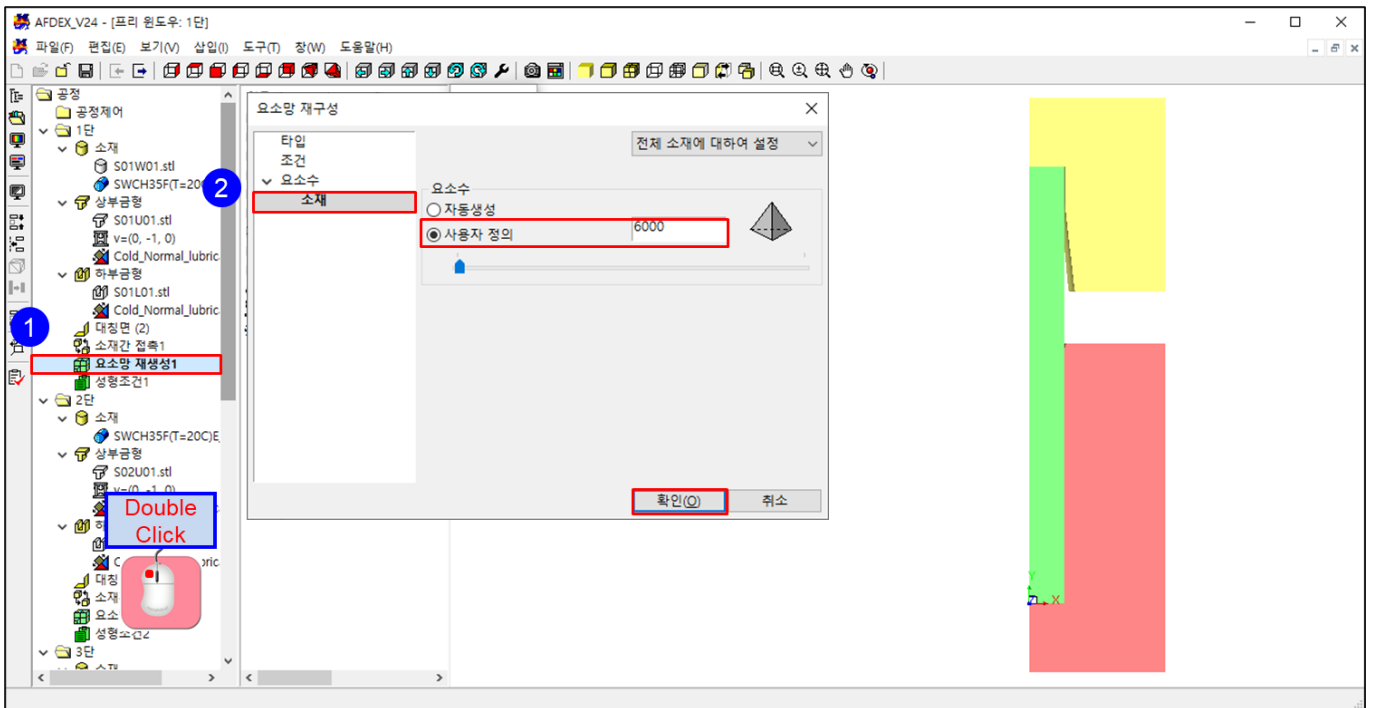 AFDEX_V24 - [프리 윈도우: 1단]
파일(F) 편집(E) 보기(V) 삽입(I) 도구(T) 창(W) 도움말(H)
공정
공정제어
1단
소재
S01W01.stl
SWCH35F(T=20
상부금형
S01U01.stl
v=(0, -1, 0)
Cold_Normal_lubric
하부금형
S01L01.stl
Cold_Normal_lubric
대칭면 (2)
소재간 접촉1
요소망 재생성1
성형조건1
2단
소재
SWCH35F(T=20C)E
상부금형
S02U01.stl
v=(0, -1, 0)
대칭
소재
요소
성형조건2
3단
소재
1
2
Double
Click
요소망 재구성
타입
조건
요소수
소재
전체 소재에 대하여 설정
요소수
자동생성
사용자 정의
6000
확인(O)
취소
Y
Z
X